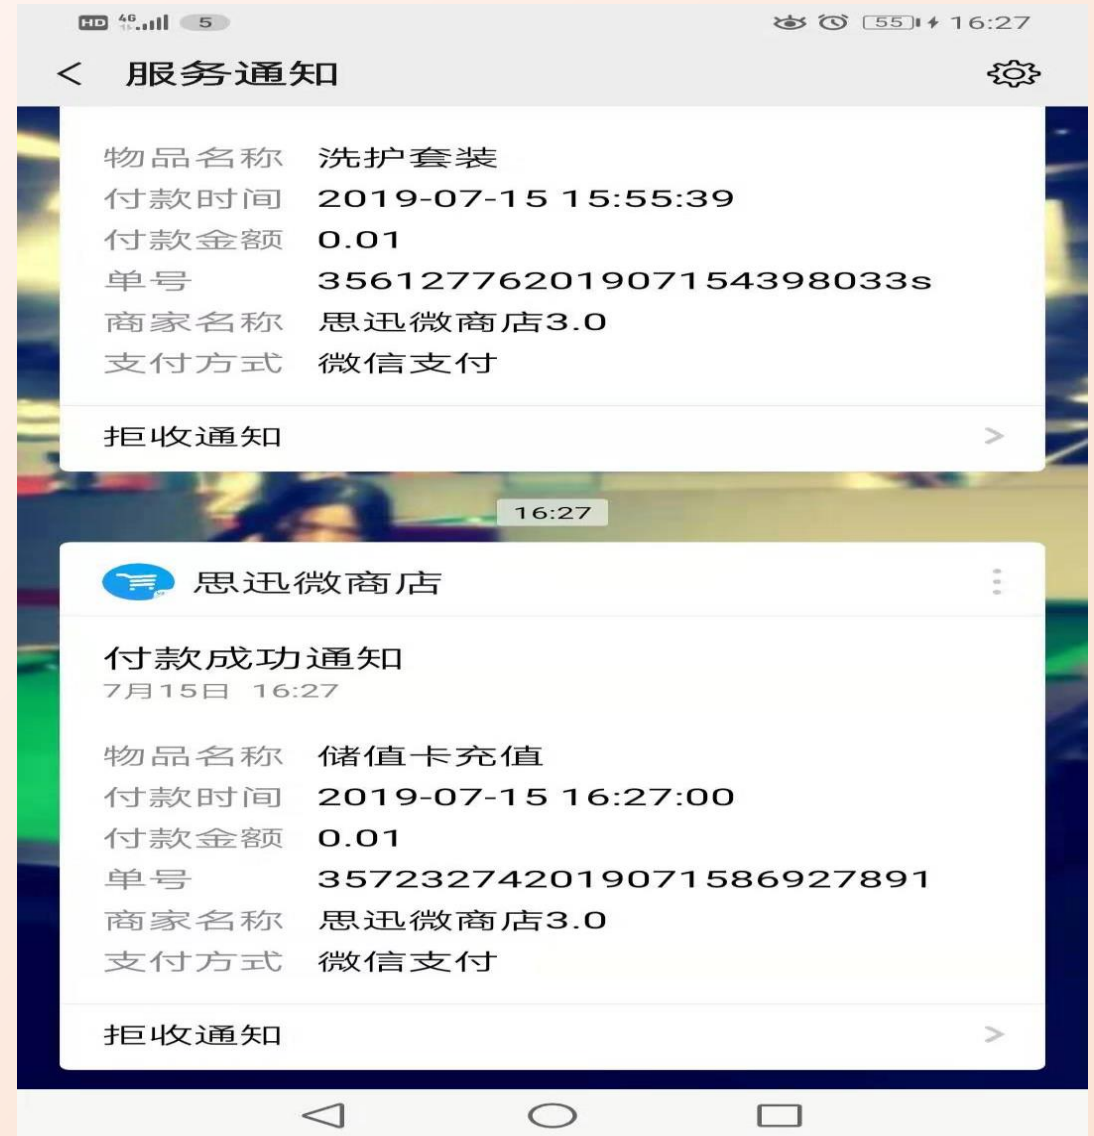 HD 4G 5 55 16:27
< 服务通知
物品名称 洗护套装
付款时间 2019-07-15 15:55:39
付款金额 0.01
单号 356127762019071543980​33s
商家名称 思迅微商店3.0
支付方式 微信支付
拒收通知 >
16:27
思迅微商店
付款成功通知
7月15日 16:27
物品名称 储值卡充值
付款时间 2019-07-15 16:27:00
付款金额 0.01
单号 357232742019071586927891
商家名称 思迅微商店3.0
支付方式 微信支付
拒收通知 >